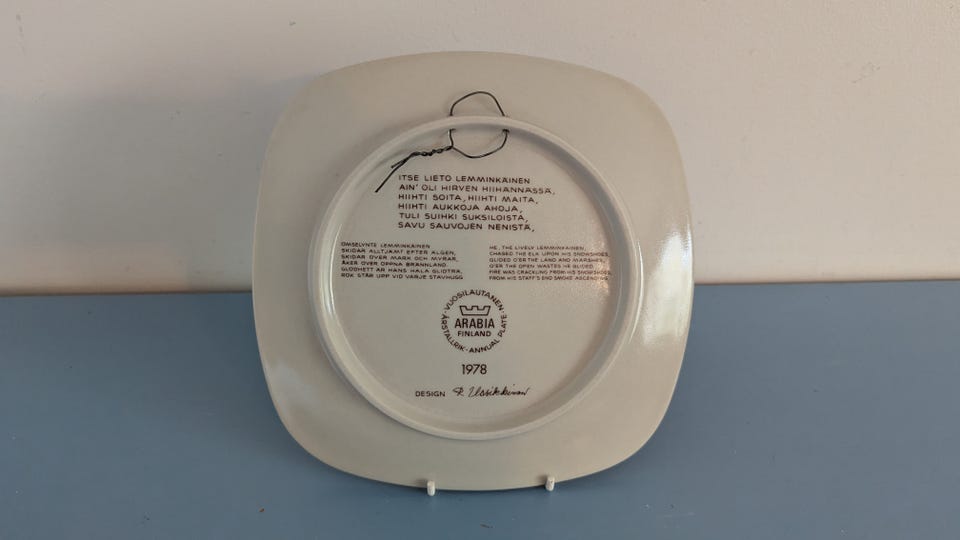 ITSE LIETO LEMMINKÄINEN
AIN' OLI HIRVEN HIIHÄNNÄSSÄ,
HIIHTI SOITA, HIIHTI MAITA,
HIIHTI AUKKOJA AHOJA,
TULI SUIHKI SUKSILOISTA,
SAVU SAUVOJEN NENISTÄ,
OMSELYNTE LEMMINKÄINEN
SKIDAR ALLTJÄMT EFTER ÄLGEN,
SKIDAR ÖVER MARK OCH MYRAR,
ÅKER ÖVER ÖPPNA BRÄNNLAND
GLÖDHETT ÄR HANS HALA GLIDTRÄ,
RÖK STÅR UPP VID VARJE STAVHUGG
HE, THE LIVELY LEMMINKÄINEN,
CHASED THE ELK UPON HIS SNOWSHOES,
GLIDED O'ER THE LAND AND MARSHES,
O'ER THE OPEN WASTES HE GLIDED
FIRE WAS CRACKLING FROM HIS SNOWSHOES,
FROM HIS STAFF'S END SMOKE ASCENDING
·VUOSILAUTANEN·
ARABIA
FINLAND
ÅRSTALLRIK·ANNUAL PLATE
1978
DESIGN R. Uosikkinen